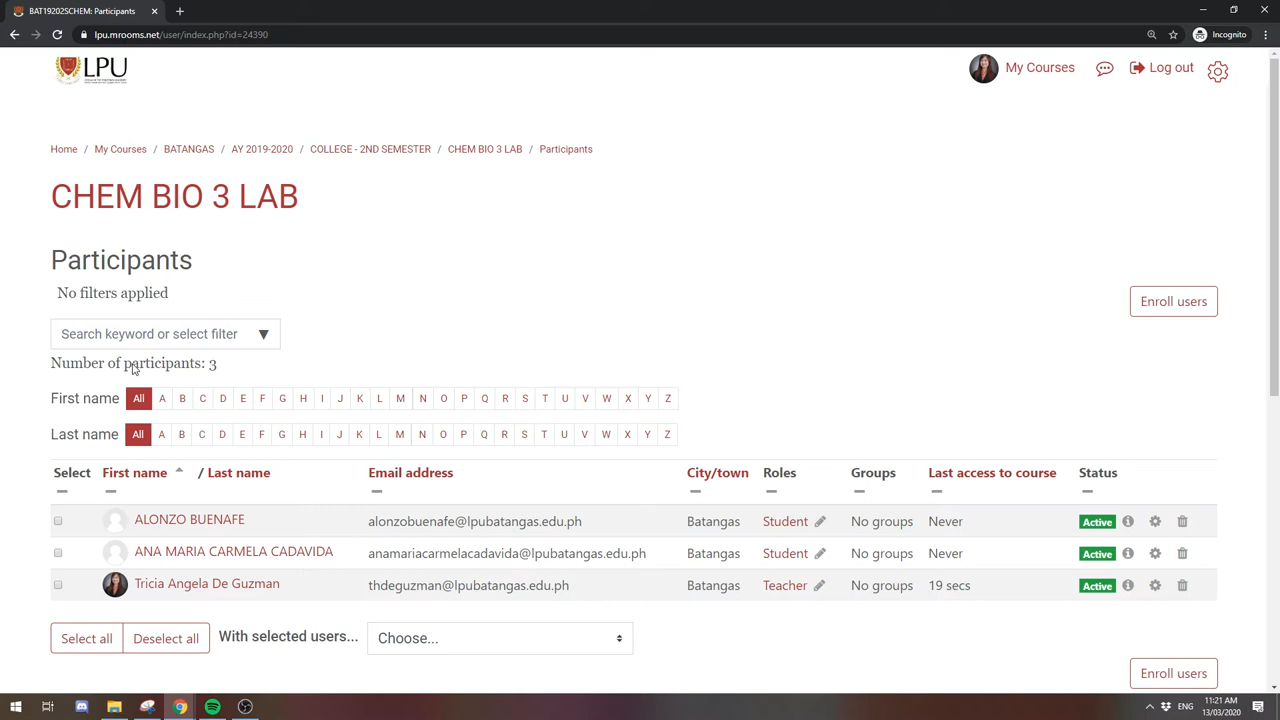 BAT19202SCHEM: Participants
lpu.mrooms.net/user/index.php?id=24390
Incognito
LPU
My Courses
Log out
Home / My Courses / BATANGAS / AY 2019-2020 / COLLEGE - 2ND SEMESTER / CHEM BIO 3 LAB / Participants
CHEM BIO 3 LAB
Participants
No filters applied
Enroll users
Search keyword or select filter ▼
Number of participants: 3
First name All A B C D E F G H I J K L M N O P Q R S T U V W X Y Z
Last name All A B C D E F G H I J K L M N O P Q R S T U V W X Y Z
Select First name / Last name Email address City/town Roles Groups Last access to course Status
ALONZO BUENAFE alonzobuenafe@lpubatangas.edu.ph Batangas Student No groups Never Active
ANA MARIA CARMELA CADAVIDA anamariacarmelacadavida@lpubatangas.edu.ph Batangas Student No groups Never Active
Tricia Angela De Guzman thdeguzman@lpubatangas.edu.ph Batangas Teacher No groups 19 secs Active
Select all Deselect all With selected users... Choose...
Enroll users
ENG 11:21 AM
13/03/2020